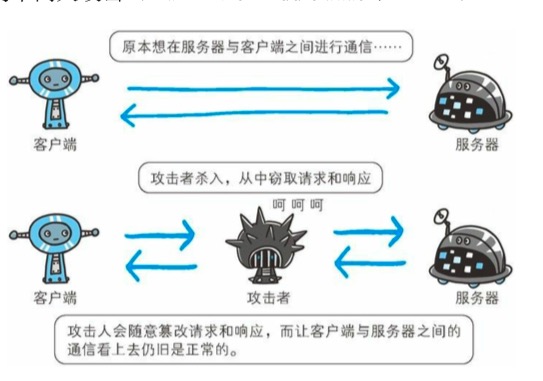 原本想在服务器与客户端之间进行通信……
客户端
服务器
攻击者杀入，从中窃取请求和响应
呵呵呵
客户端
攻击者
服务器
攻击人会随意篡改请求和响应，而让客户端与服务器之间的
通信看上去仍旧是正常的。